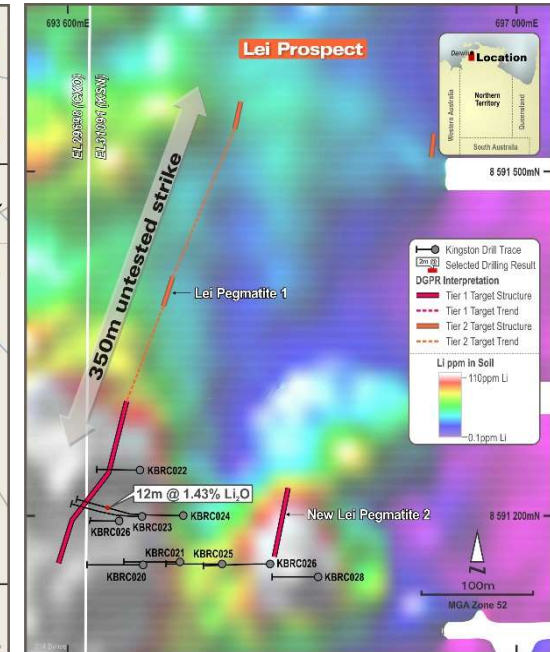 693 600mE
697 000mE
Lei Prospect
Darwin
Location
Northern
Territory
Western Australia
Queensland
South Australia
EL31091 (KSN)
8 591 500mN
Kingston Drill Trace
2m @
Selected Drilling Result
DGPR Interpretation
Tier 1 Target Structure
Tier 1 Target Trend
Tier 2 Target Structure
Tier 2 Target Trend
Li ppm in Soil
110ppm Li
0.1ppm Li
350m untested strike
Lei Pegmatite 1
KBRC022
12m @ 1.43% Li₂O
KBRC024
KBRC026
KBRC023
New Lei Pegmatite 2
8 591 200mN
KBRC021
KBRC025
KBRC026
KBRC020
KBRC028
Z
100m
MGA Zone 52